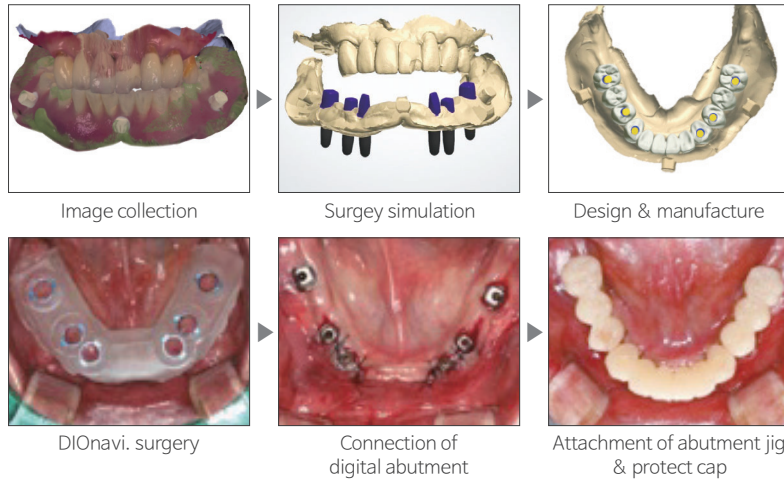 Image collection
Surgey simulation
Design & manufacture
DIOnavi. surgery
Connection of
digital abutment
Attachment of abutment jig
& protect cap